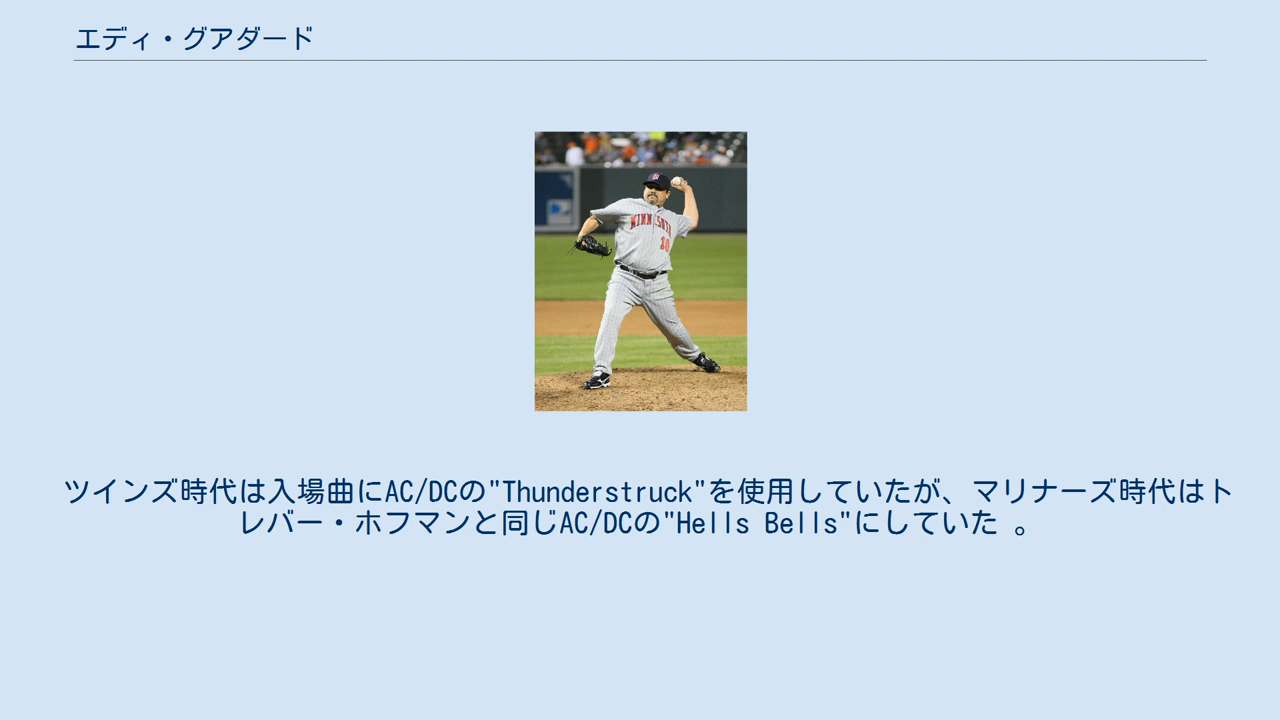 エディ・グアダード
MINNESOTA
18
ツインズ時代は入場曲にAC/DCの"Thunderstruck"を使用していたが、マリナーズ時代はト
レバー・ホフマンと同じAC/DCの"Hells Bells"にしていた 。